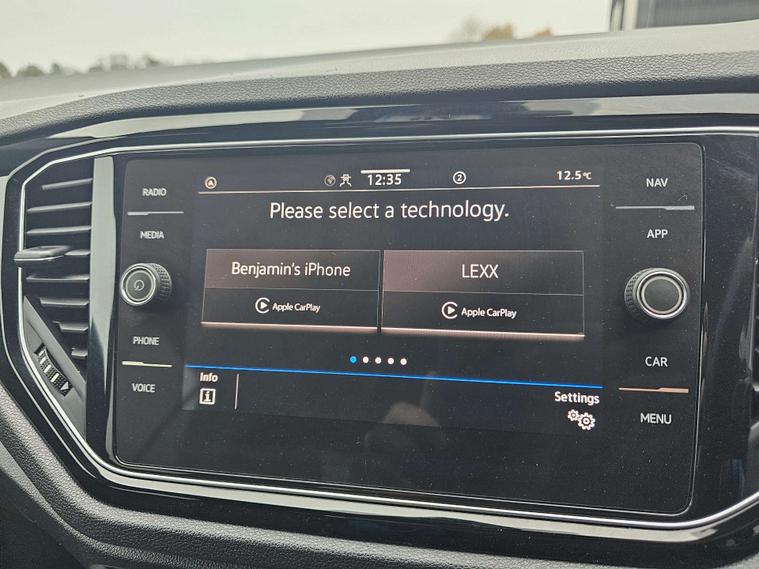 RADIO
MEDIA
PHONE
VOICE
12:35
2
12.5°C
Please select a technology.
Benjamin's iPhone
Apple CarPlay
LEXX
Apple CarPlay
Info
i
Settings
NAV
APP
CAR
MENU